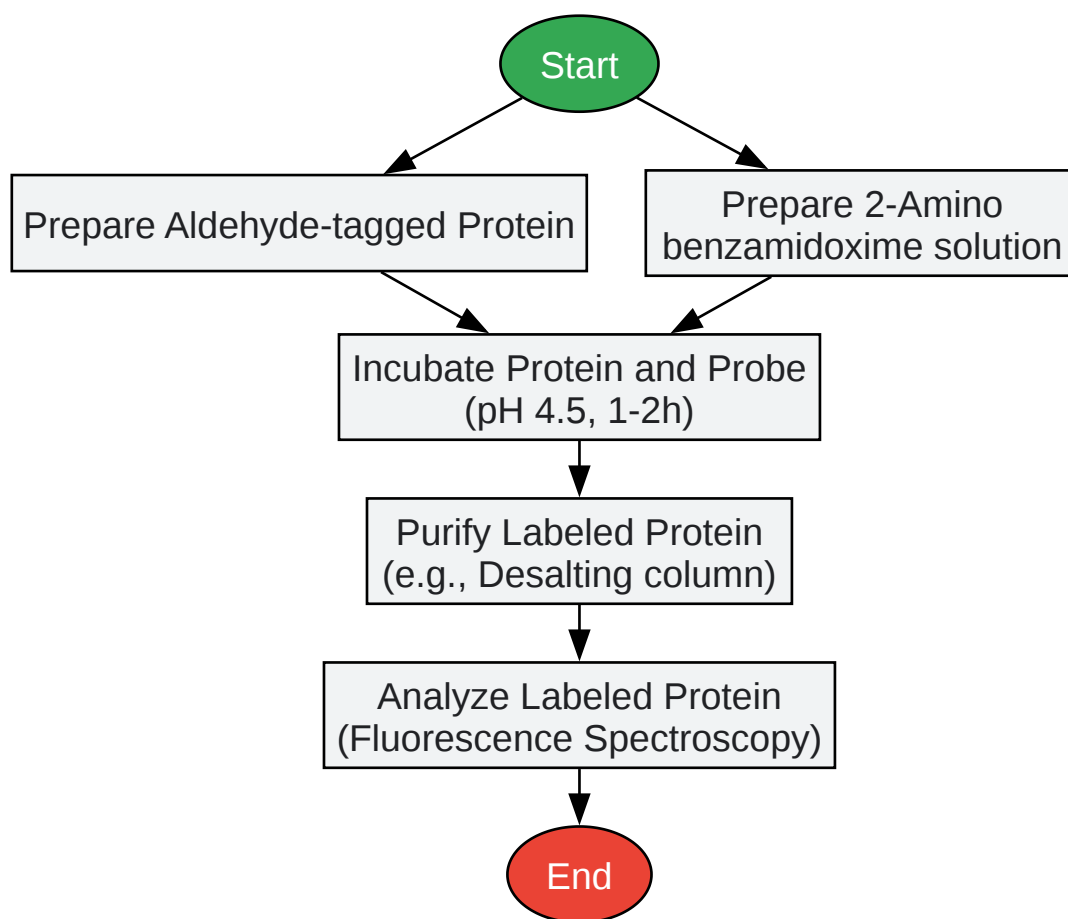 Start
Prepare Aldehyde-tagged Protein
Prepare 2-Amino
benzamidoxime solution
Incubate Protein and Probe
(pH 4.5, 1-2h)
Purify Labeled Protein
(e.g., Desalting column)
Analyze Labeled Protein
(Fluorescence Spectroscopy)
End